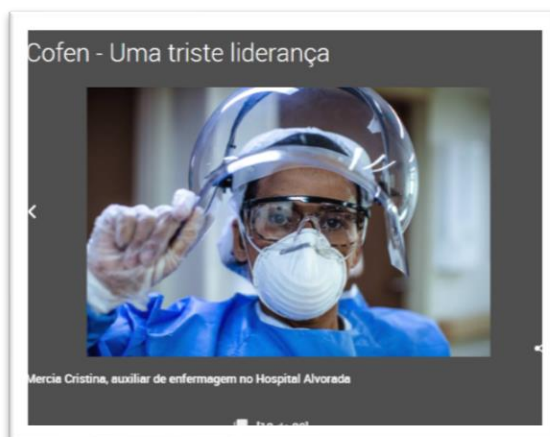 Cofen - Uma triste liderança
Mercia Cristina, auxiliar de enfermagem no Hospital Alvorada